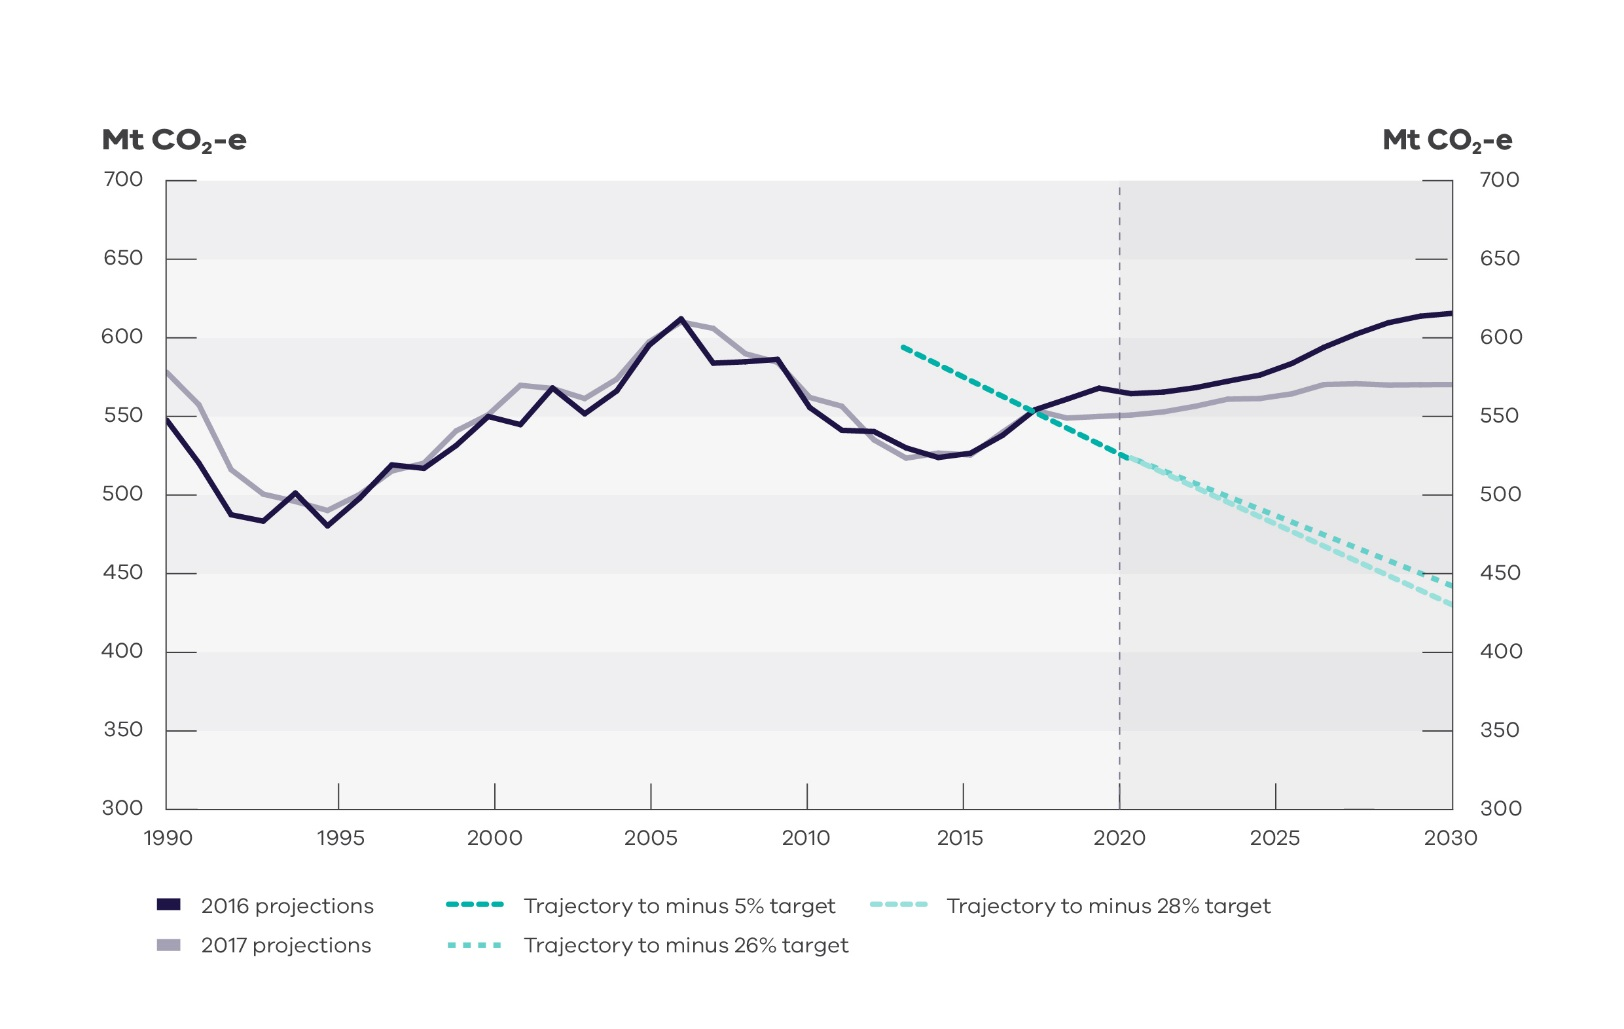 Mt CO₂-e Mt CO₂-e
700 700
650 650
600 600
550 550
500 500
450 450
400 400
350 350
300 300
1990 1995 2000 2005 2010 2015 2020 2025 2030
2016 projections Trajectory to minus 5% target Trajectory to minus 28% target
2017 projections Trajectory to minus 26% target